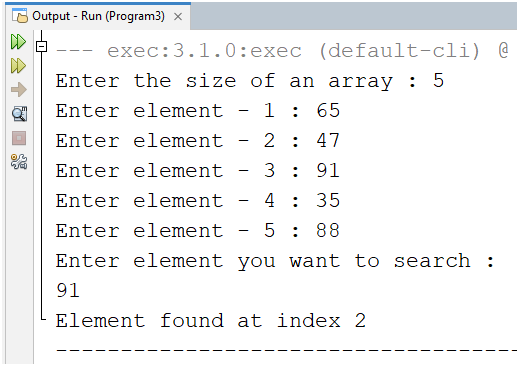 Output - Run (Program3)
--- exec:3.1.0:exec (default-cli) @
Enter the size of an array : 5
Enter element - 1 : 65
Enter element - 2 : 47
Enter element - 3 : 91
Enter element - 4 : 35
Enter element - 5 : 88
Enter element you want to search :
91
Element found at index 2
------------------------------------